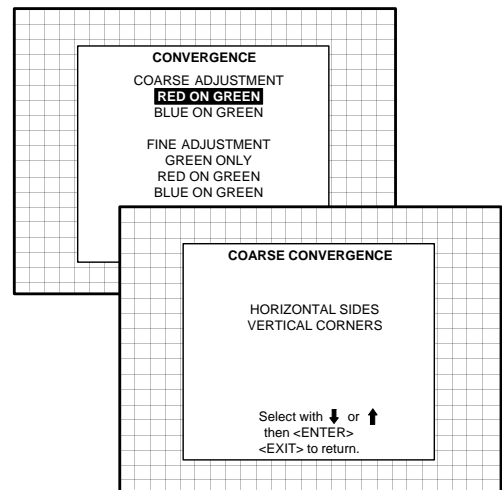 CONVERGENCE
COARSE ADJUSTMENT
RED ON GREEN
BLUE ON GREEN
FINE ADJUSTMENT
GREEN ONLY
RED ON GREEN
BLUE ON GREEN
COARSE CONVERGENCE
HORIZONTAL SIDES
VERTICAL CORNERS
Select with ⬇ or ⬆
then <ENTER>
<EXIT> to return.